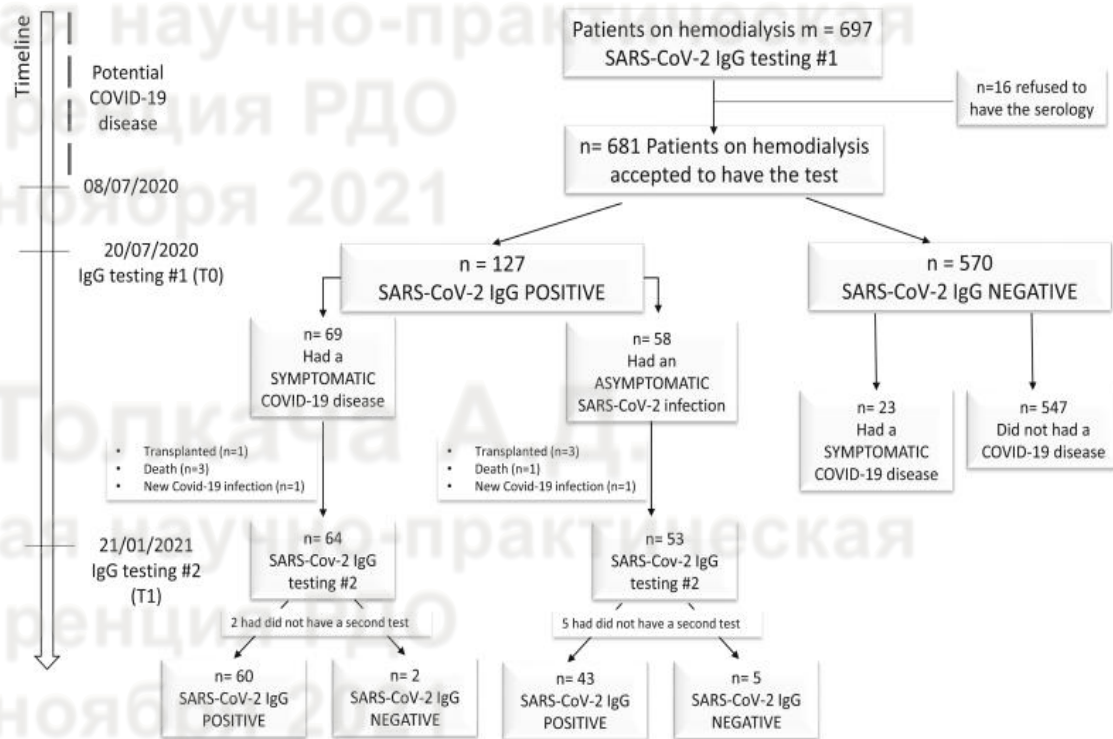 Timeline
Potential
COVID-19
disease
08/07/2020
20/07/2020
IgG testing #1 (T0)
21/01/2021
IgG testing #2
(T1)
Patients on hemodialysis m = 697
SARS-CoV-2 IgG testing #1
n=16 refused to
have the serology
n= 681 Patients on hemodialysis
accepted to have the test
n = 127
SARS-CoV-2 IgG POSITIVE
n = 570
SARS-CoV-2 IgG NEGATIVE
n= 69
Had a
SYMPTOMATIC
COVID-19 disease
n= 58
Had an
ASYMPTOMATIC
SARS-CoV-2 infection
n= 23
Had a
SYMPTOMATIC
COVID-19 disease
n= 547
Did not had a
COVID-19 disease
• Transplanted (n=1)
• Death (n=3)
• New Covid-19 infection (n=1)
• Transplanted (n=3)
• Death (n=1)
• New Covid-19 infection (n=1)
n= 64
SARS-Cov-2 IgG
testing #2
n= 53
SARS-Cov-2 IgG
testing #2
2 had did not have a second test
5 had did not have a second test
n= 60
SARS-CoV-2 IgG
POSITIVE
n= 2
SARS-CoV-2 IgG
NEGATIVE
n= 43
SARS-CoV-2 IgG
POSITIVE
n= 5
SARS-CoV-2 IgG
NEGATIVE
ая научно-практическая
ренция РДО
ноября 2021
Толкача А.Д.
ая научно-практическая
ренция РДО
ноября 2021